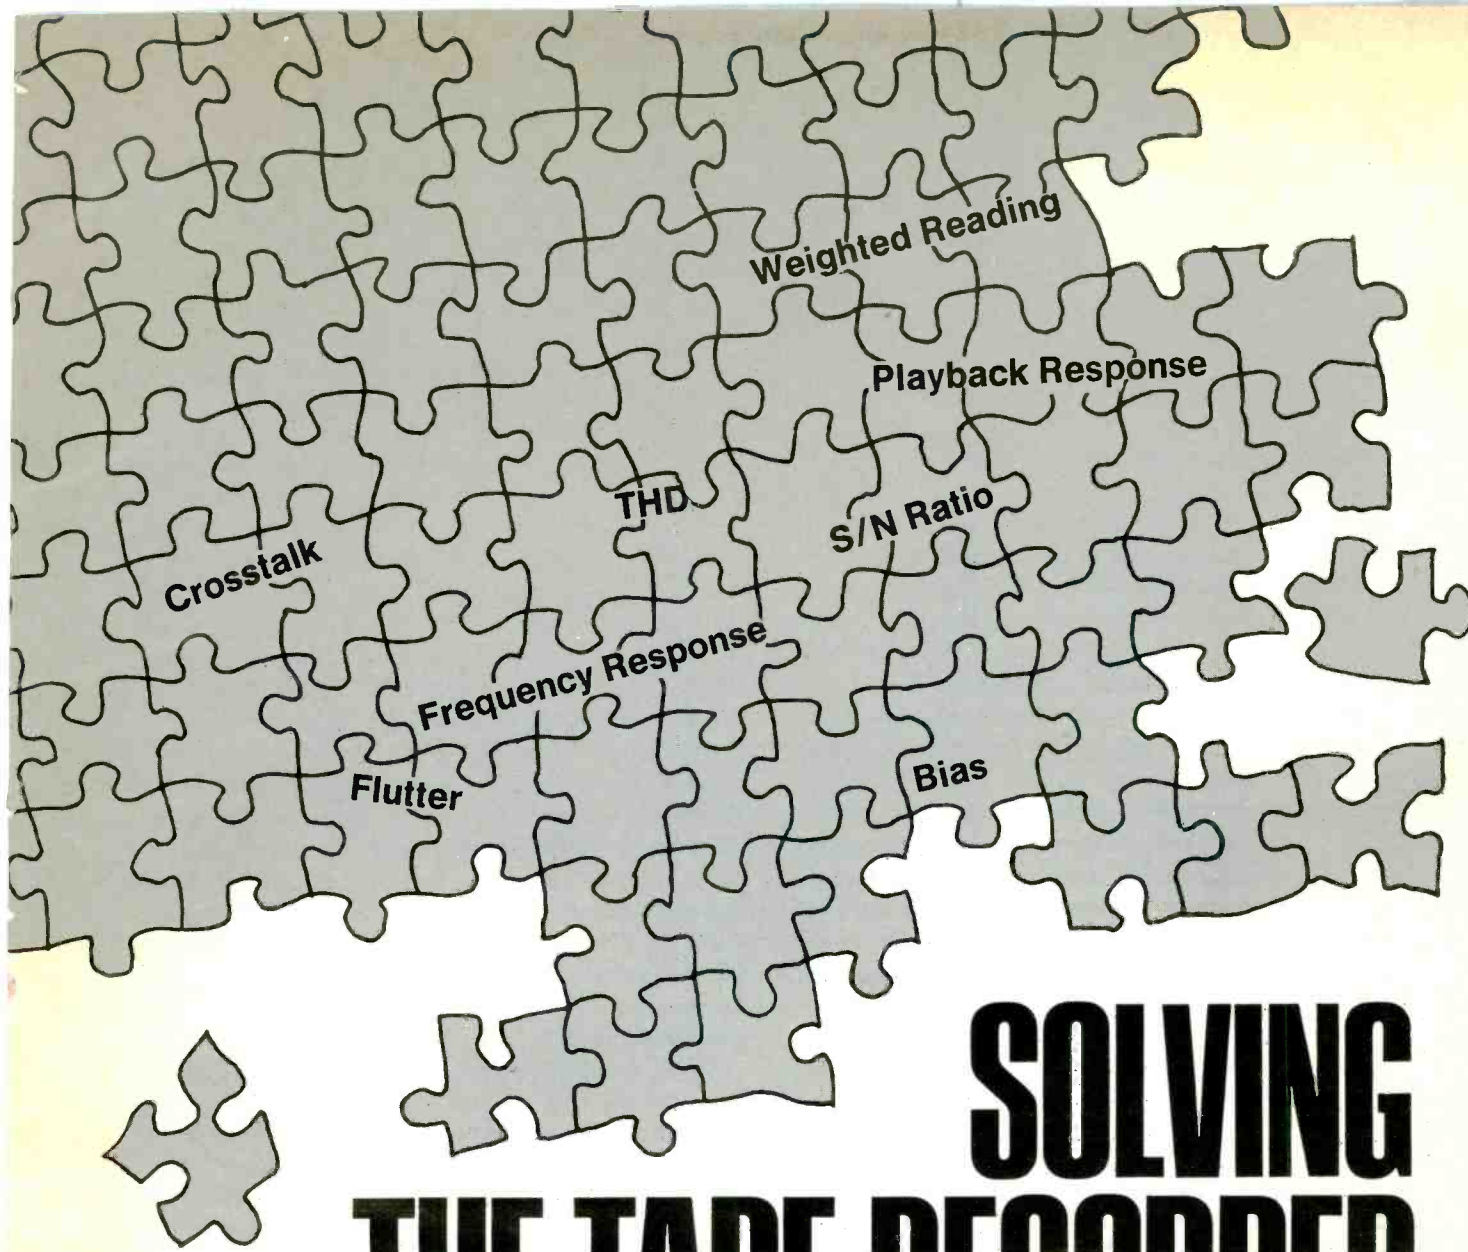 Weighted Reading
Playback Response
THD
S/N Ratio
Crosstalk
Frequency Response
Flutter
Bias
SOLVING
THE TAPE RECORDER